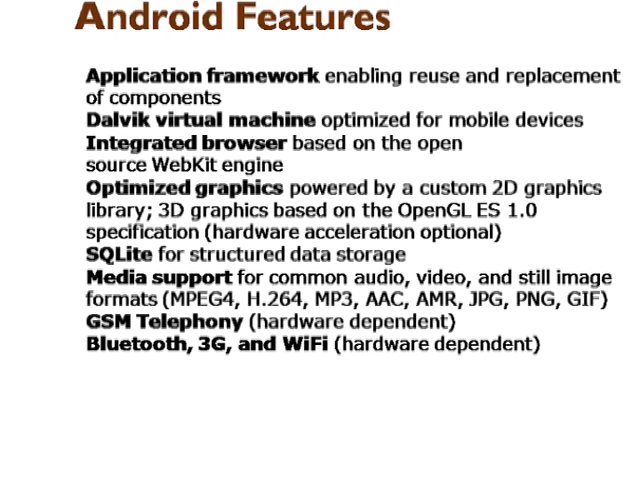 Android Features
Application framework enabling reuse and replacement
of components
Dalvik virtual machine optimized for mobile devices
Integrated browser based on the open
source WebKit engine
Optimized graphics powered by a custom 2D graphics
library; 3D graphics based on the OpenGL ES 1.0
specification (hardware acceleration optional)
SQLite for structured data storage
Media support for common audio, video, and still image
formats (MPEG4, H.264, MP3, AAC, AMR, JPG, PNG, GIF)
GSM Telephony (hardware dependent)
Bluetooth, 3G, and WiFi (hardware dependent)